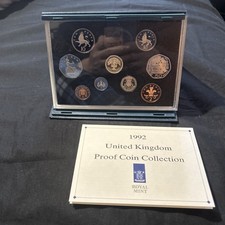 1992
United Kingdom
Proof Coin Collection
ROYAL
MINT